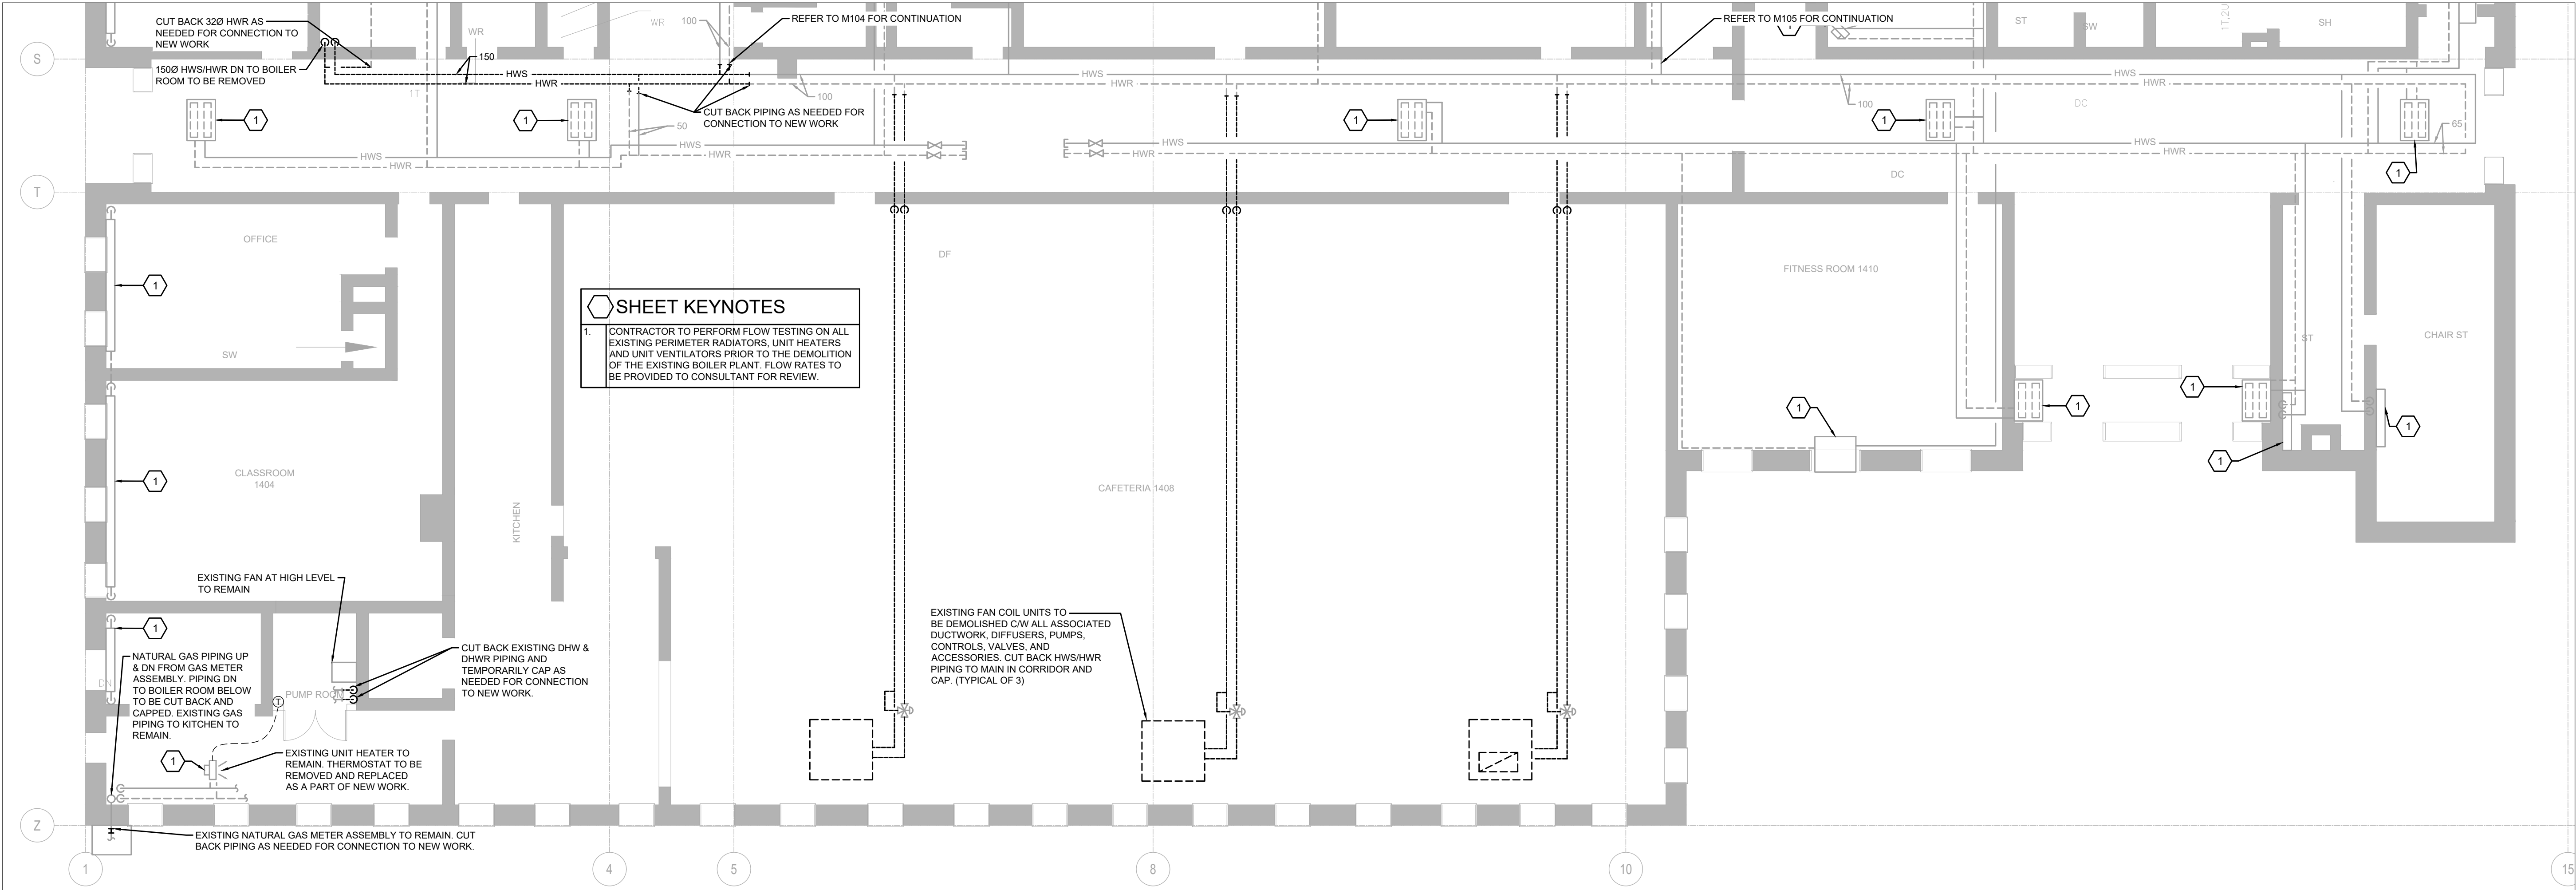 CUT BACK 32Ø HWR AS
NEEDED FOR CONNECTION TO
NEW WORK
150Ø HWS/HWR DN TO BOILER
ROOM TO BE REMOVED
WR
150
WR
100
REFER TO M104 FOR CONTINUATION
REFER TO M105 FOR CONTINUATION
1
ST
SW
1T,2U
SH
S
HWS
HWR
HWS
HWR
HWS
HWR
1T
100
100
DC
CUT BACK PIPING AS NEEDED FOR
CONNECTION TO NEW WORK
1
1
1
1
50
65
HWS
HWR
HWS
HWR
HWS
HWR
HWS
HWR
1
DC
T
OFFICE
DF
FITNESS ROOM 1410
1
SW
SHEET KEYNOTES
1. CONTRACTOR TO PERFORM FLOW TESTING ON ALL
EXISTING PERIMETER RADIATORS, UNIT HEATERS
AND UNIT VENTILATORS PRIOR TO THE DEMOLITION
OF THE EXISTING BOILER PLANT. FLOW RATES TO
BE PROVIDED TO CONSULTANT FOR REVIEW.
ST
CHAIR ST
1
1
1
1
1
CLASSROOM
1404
1
KITCHEN
CAFETERIA 1408
EXISTING FAN AT HIGH LEVEL
TO REMAIN
1
NATURAL GAS PIPING UP
& DN FROM GAS METER
ASSEMBLY. PIPING DN
TO BOILER ROOM BELOW
TO BE CUT BACK AND
CAPPED. EXISTING GAS
PIPING TO KITCHEN TO
REMAIN.
DN
PUMP ROOM
T
CUT BACK EXISTING DHW &
DHWR PIPING AND
TEMPORARILY CAP AS
NEEDED FOR CONNECTION
TO NEW WORK.
EXISTING FAN COIL UNITS TO
BE DEMOLISHED C/W ALL ASSOCIATED
DUCTWORK, DIFFUSERS, PUMPS,
CONTROLS, VALVES, AND
ACCESSORIES. CUT BACK HWS/HWR
PIPING TO MAIN IN CORRIDOR AND
CAP. (TYPICAL OF 3)
1
EXISTING UNIT HEATER TO
REMAIN. THERMOSTAT TO BE
REMOVED AND REPLACED
AS A PART OF NEW WORK.
Z
EXISTING NATURAL GAS METER ASSEMBLY TO REMAIN. CUT
BACK PIPING AS NEEDED FOR CONNECTION TO NEW WORK.
1
4
5
8
10
15